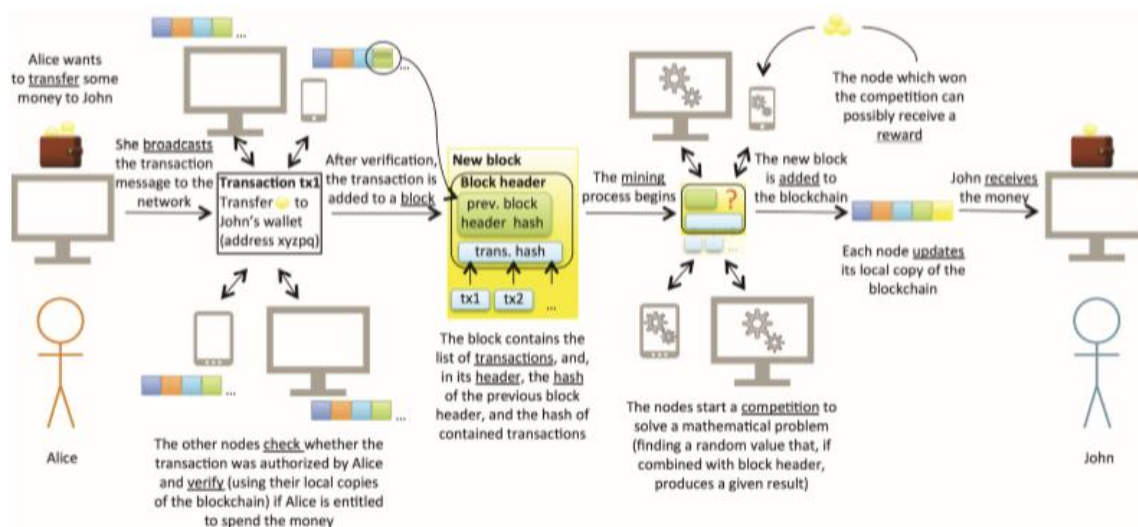 Alice wants
to transfer some
money to John
She broadcasts
the transaction
message to the
network
...
Transaction tx1
Transfer to
John's wallet
(address xyzpq)
...
...
The other nodes check whether the
transaction was authorized by Alice
and verify (using their local copies
of the blockchain) if Alice is entitled
to spend the money
Alice
...
After verification,
the transaction is
added to a block
New block
Block header
prev. block
header hash
trans. hash
tx1
tx2
...
The block contains the
list of transactions, and,
in its header, the hash
of the previous block
header, and the hash of
contained transactions
The mining
process begins
?
...
The nodes start a competition to
solve a mathematical problem
(finding a random value that, if
combined with block header,
produces a given result)
The node which won
the competition can
possibly receive a
reward
The new block
is added to
the blockchain
Each node updates
its local copy of the
blockchain
John receives
the money
John